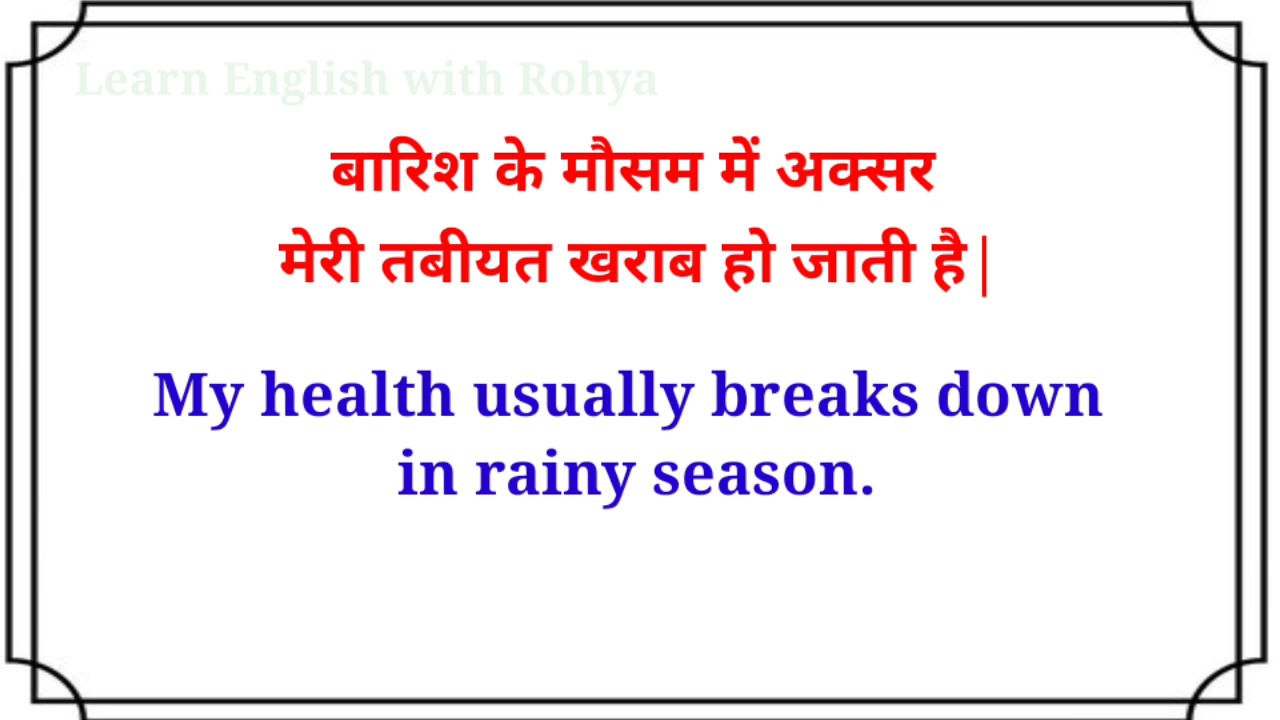 Learn English with Rohya
बारिश के मौसम में अक्सर
मेरी तबीयत खराब हो जाती है|
My health usually breaks down
in rainy season.